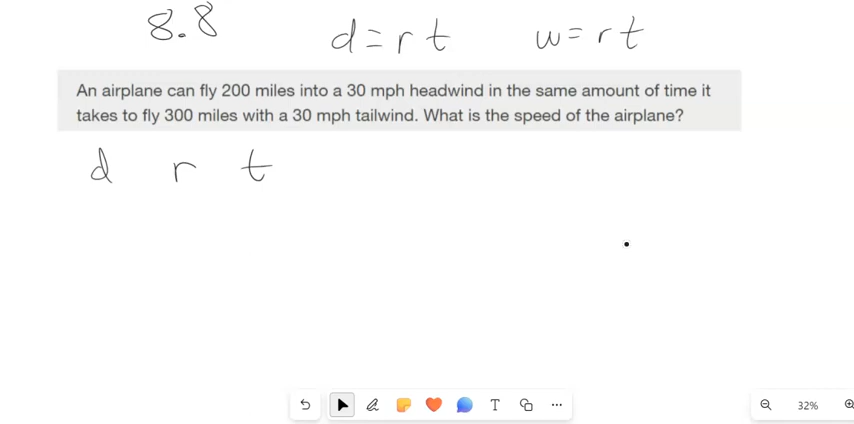 8.8 d = r t w = r t
An airplane can fly 200 miles into a 30 mph headwind in the same amount of time it
takes to fly 300 miles with a 30 mph tailwind. What is the speed of the airplane?
d r t
T ... 32%